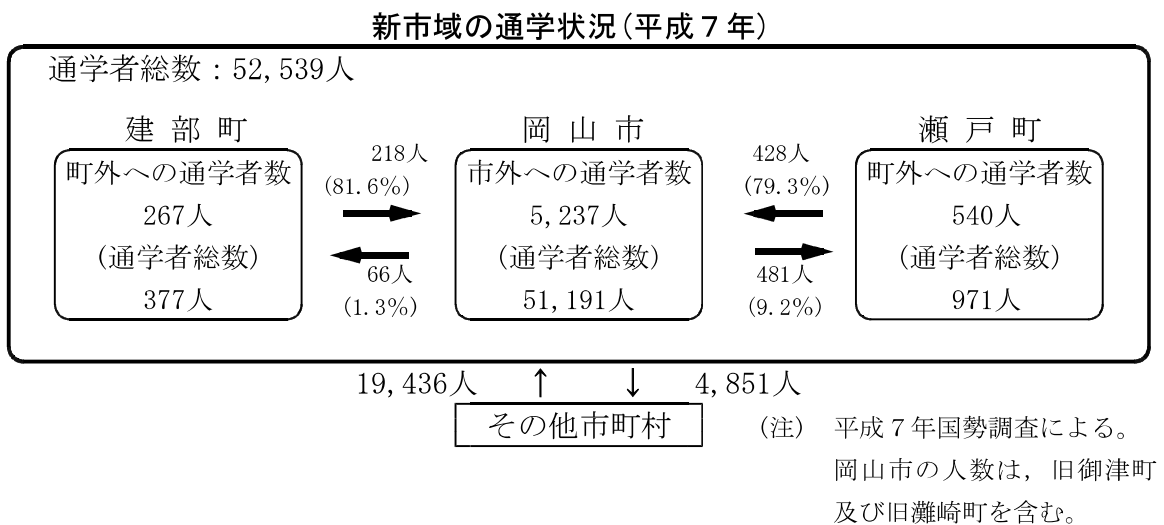 新市域の通学状況(平成７年)
通学者総数：52,539人
建 部 町
町外への通学者数
267人
(通学者総数)
377人
218人
(81.6%)
66人
(1.3%)
岡 山 市
市外への通学者数
5,237人
(通学者総数)
51,191人
428人
(79.3%)
481人
(9.2%)
瀬 戸 町
町外への通学者数
540人
(通学者総数)
971人
19,436人 ↑ ↓ 4,851人
その他市町村
(注) 平成７年国勢調査による。
岡山市の人数は，旧御津町
及び旧灘崎町を含む。